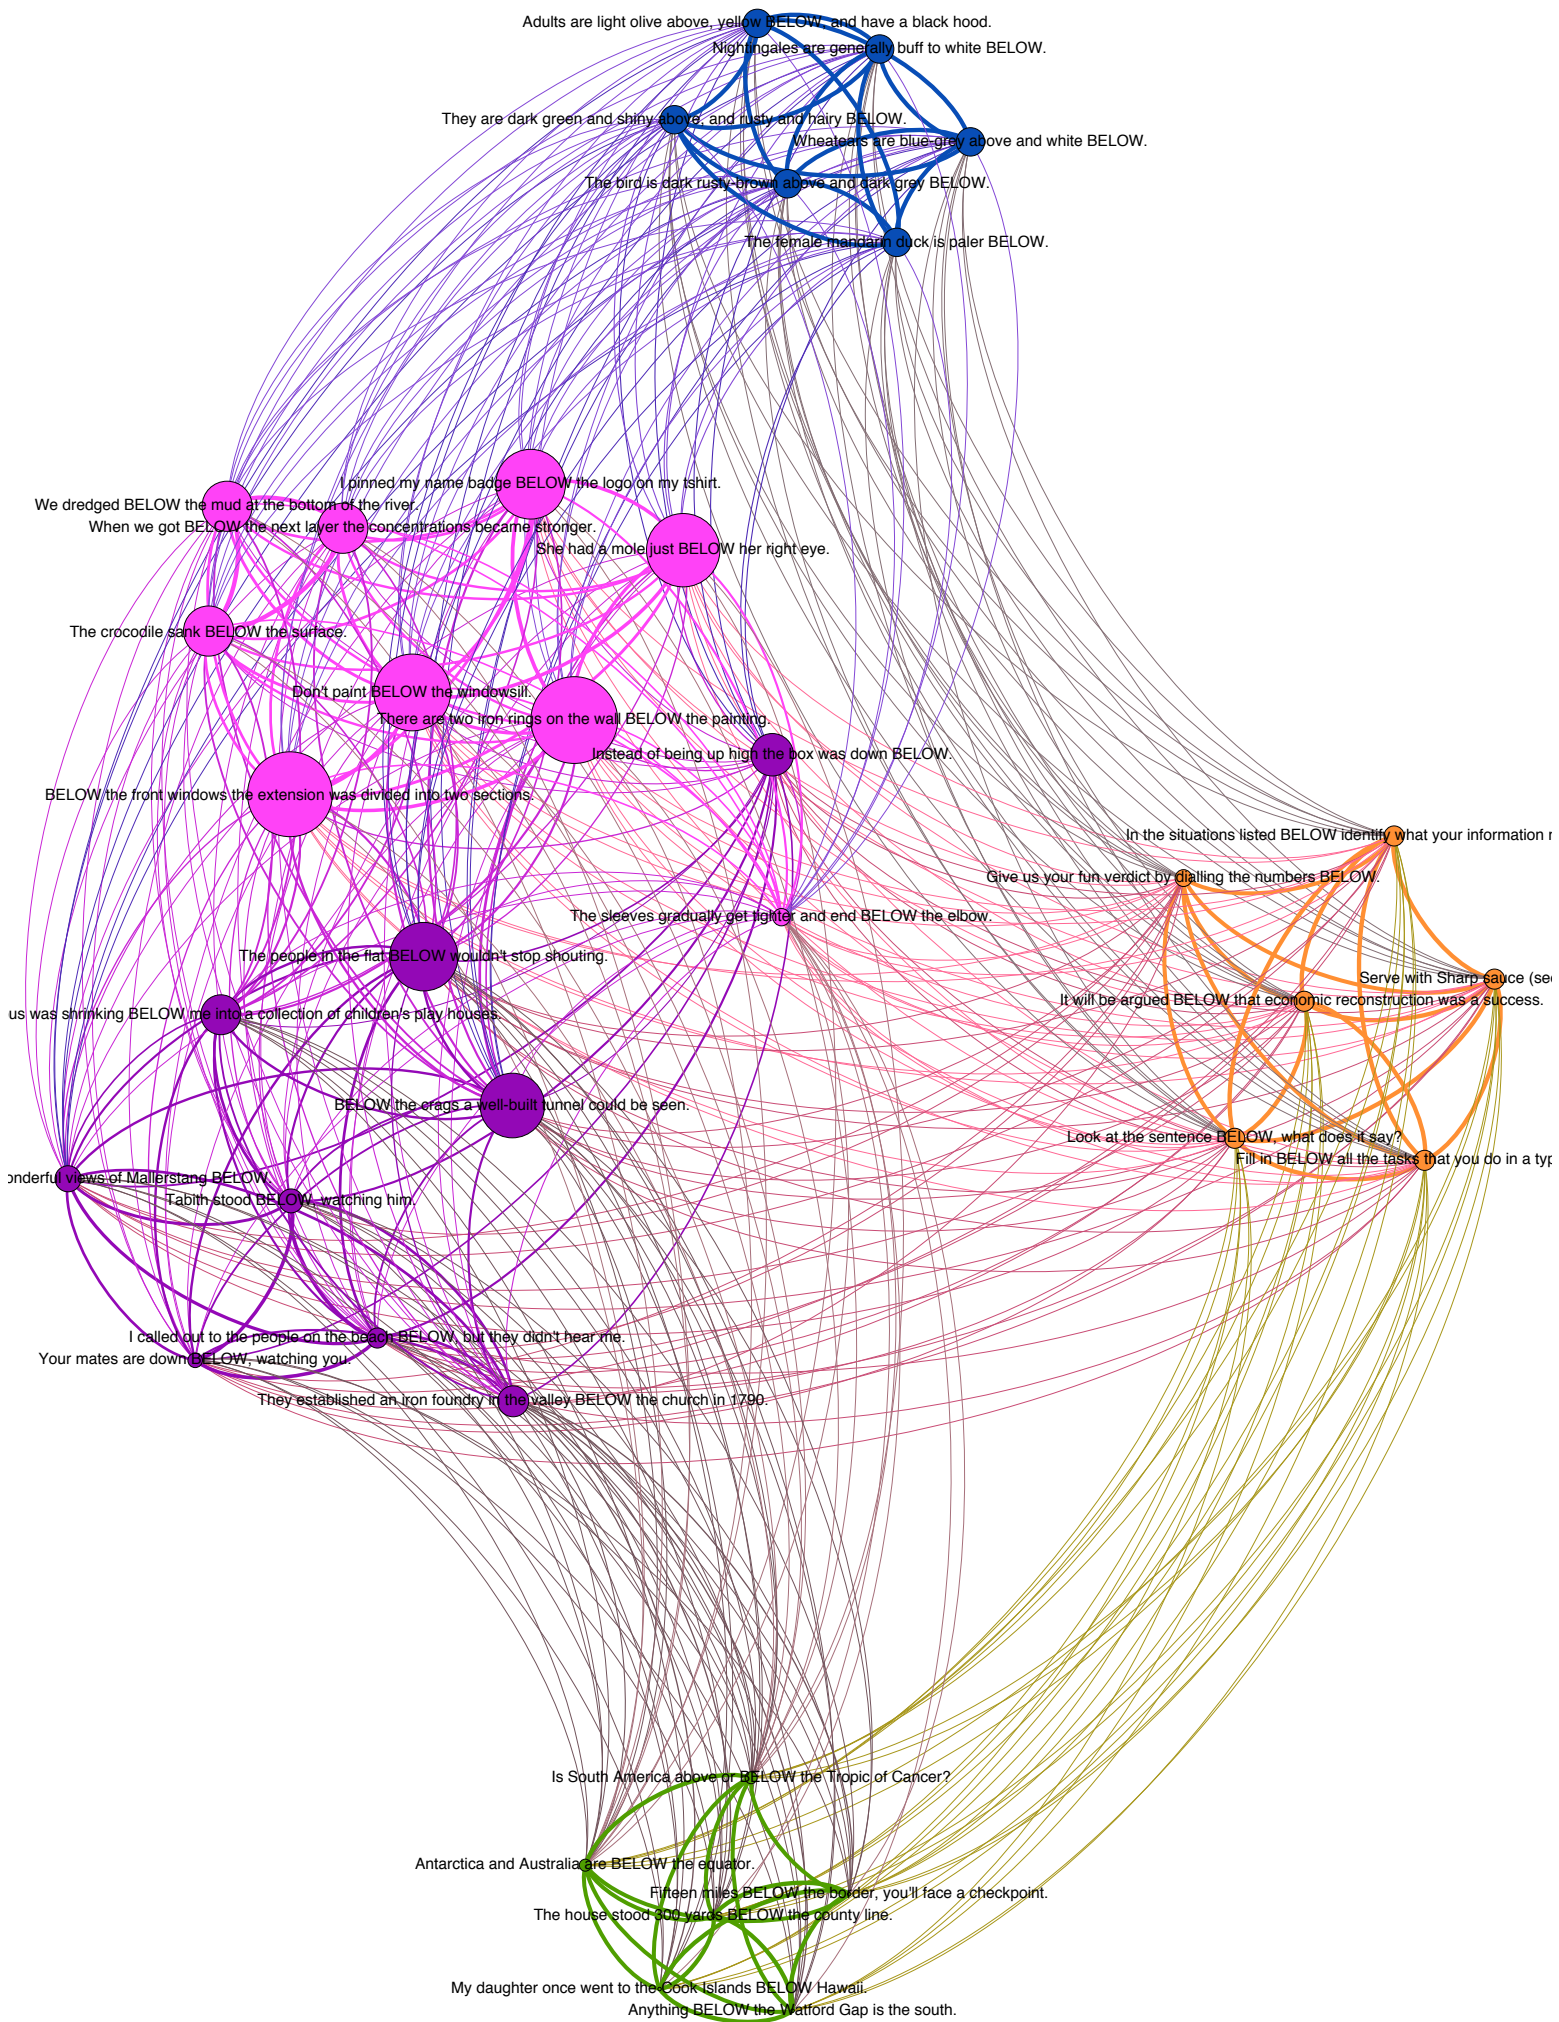 Adults are light olive above, yellow BELOW, and have a black hood.
Nightingales are generally buff to white BELOW.
They are dark green and shiny above, and rusty and hairy BELOW.
Wheatears are blue-grey above and white BELOW.
The bird is dark rusty-brown above and dark grey BELOW.
The female mandarin duck is paler BELOW.
I pinned my name badge BELOW the logo on my tshirt.
We dredged BELOW the mud at the bottom of the river.
When we got BELOW the next layer the concentrations became stronger.
She had a mole just BELOW her right eye.
The crocodile sank BELOW the surface.
Don't paint BELOW the windowsill.
There are two iron rings on the wall BELOW the painting.
Instead of being up high the box was down BELOW.
BELOW the front windows the extension was divided into two sections.
In the situations listed BELOW identify what your information
Give us your fun verdict by dialling the numbers BELOW.
The sleeves gradually get tighter and end BELOW the elbow.
The people in the flat BELOW wouldn't stop shouting.
Serve with Sharp sauce (see
It will be argued BELOW that economic reconstruction was a success.
us was shrinking BELOW me into a collection of children's play houses.
BELOW the crags a well-built tunnel could be seen.
Look at the sentence BELOW, what does it say?
Fill in BELOW all the tasks that you do in a typ
onderful views of Mallerstang BELOW.
Tabith stood BELOW, watching him.
I called out to the people on the beach BELOW, but they didn't hear me.
Your mates are down BELOW, watching you.
They established an iron foundry in the valley BELOW the church in 1790.
Is South America above or BELOW the Tropic of Cancer?
Antarctica and Australia are BELOW the equator.
Fifteen miles BELOW the border, you'll face a checkpoint.
The house stood 300 yards BELOW the county line.
My daughter once went to the Cook Islands BELOW Hawaii.
Anything BELOW the Watford Gap is the south.